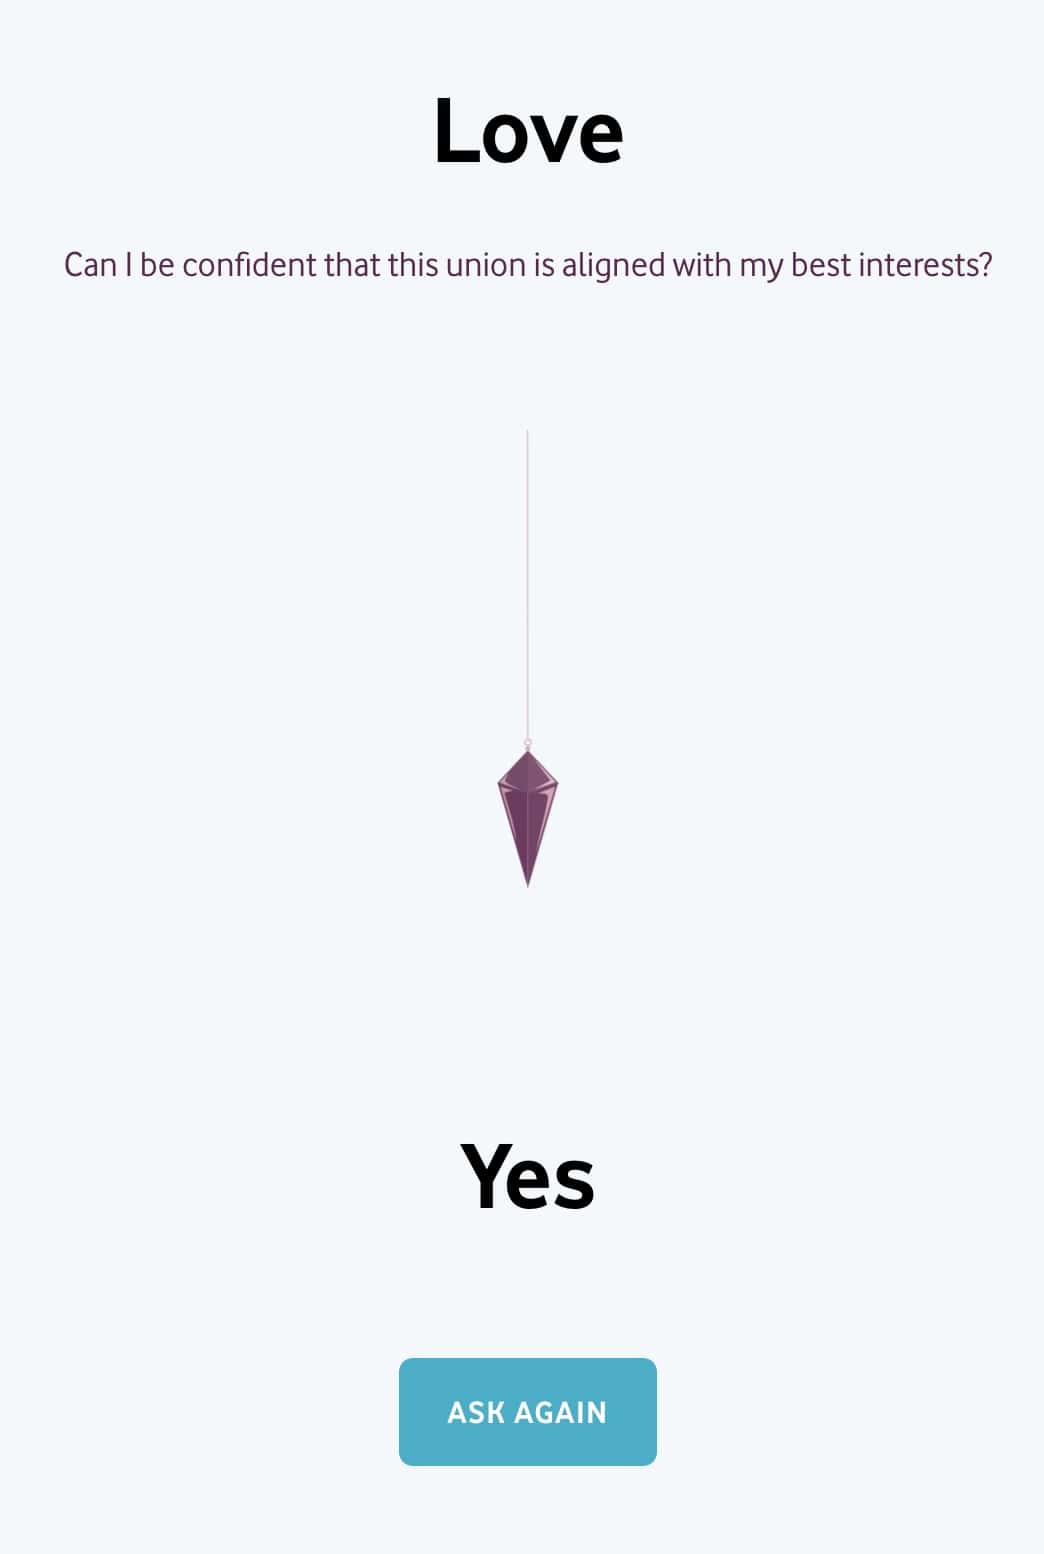 Love
Can I be confident that this union is aligned with my best interests?
Yes
ASK AGAIN